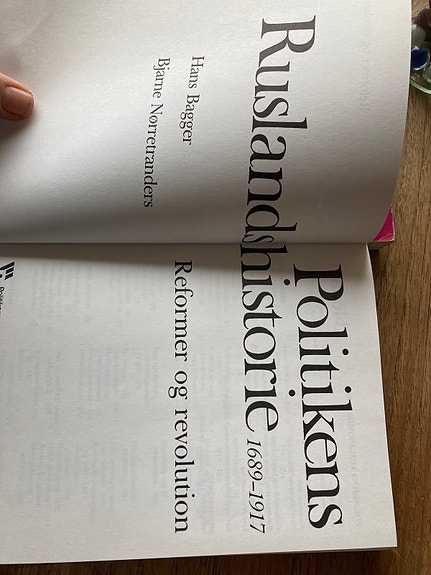 Politikens
Ruslandshistorie 1689–1917
Reformer og revolution
Hans Bagger
Bjarne Nørretranders